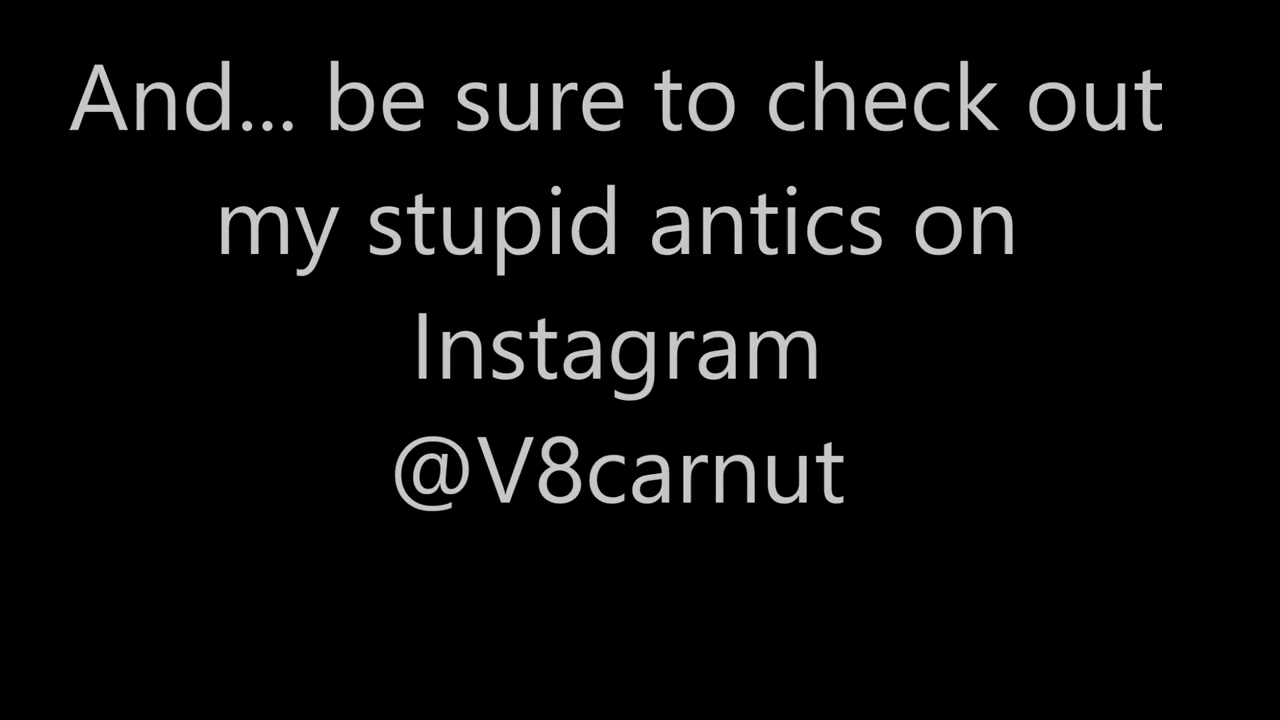 And... be sure to check out
my stupid antics on
Instagram
@V8carnut